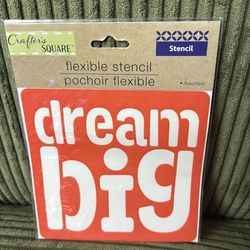 Crafter's
SQUARE
Stencil
flexible stencil
pochoir flexible
• Assorted
dream
big